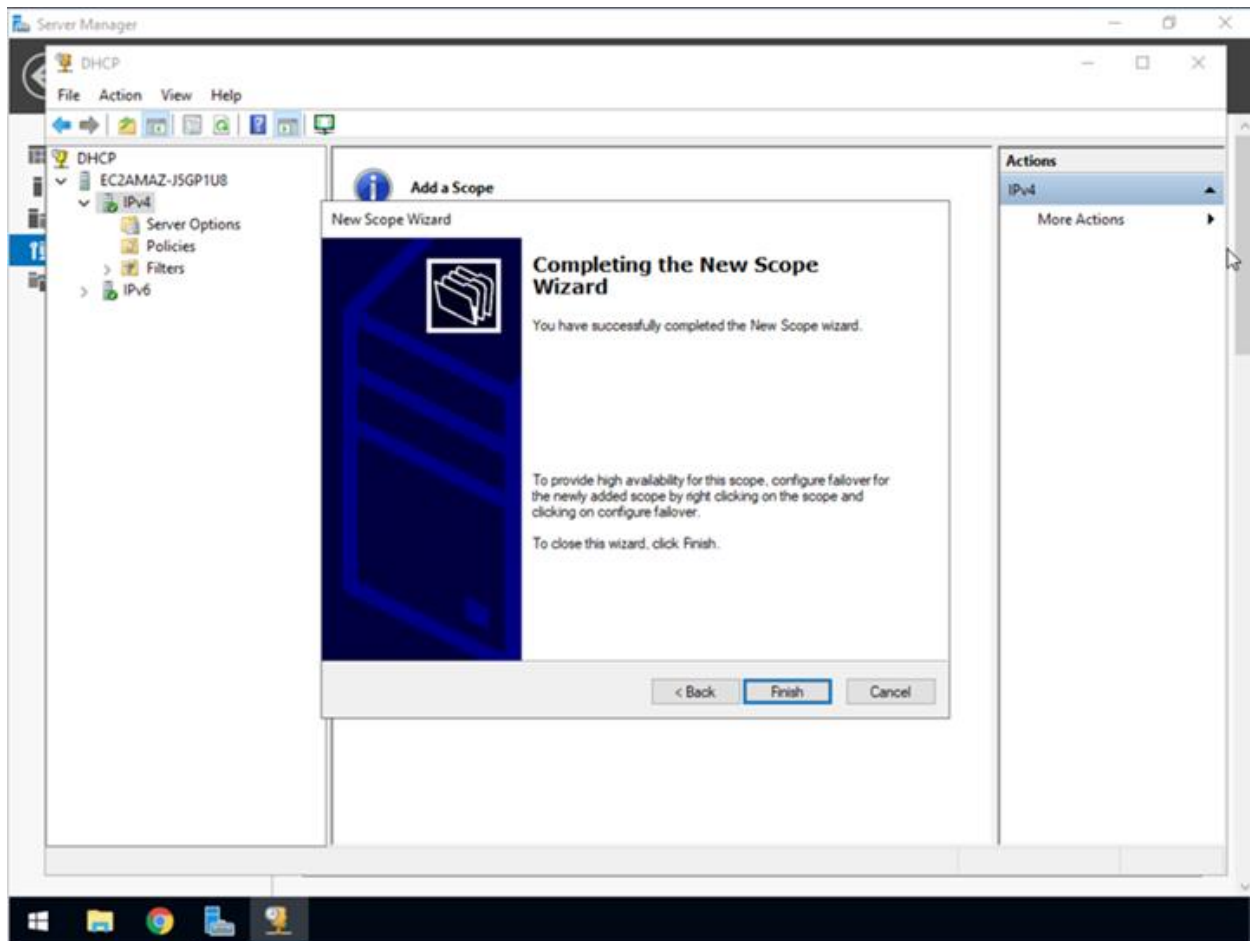 Server Manager
DHCP
File Action View Help
DHCP
EC2AMAZ-J5GP1U8
IPv4
Server Options
Policies
Filters
IPv6
Add a Scope
New Scope Wizard
Completing the New Scope
Wizard
You have successfully completed the New Scope wizard.
To provide high availability for this scope, configure failover for
the newly added scope by right clicking on the scope and
clicking on configure failover.
To close this wizard, click Finish.
< Back Finish Cancel
Actions
IPv4
More Actions